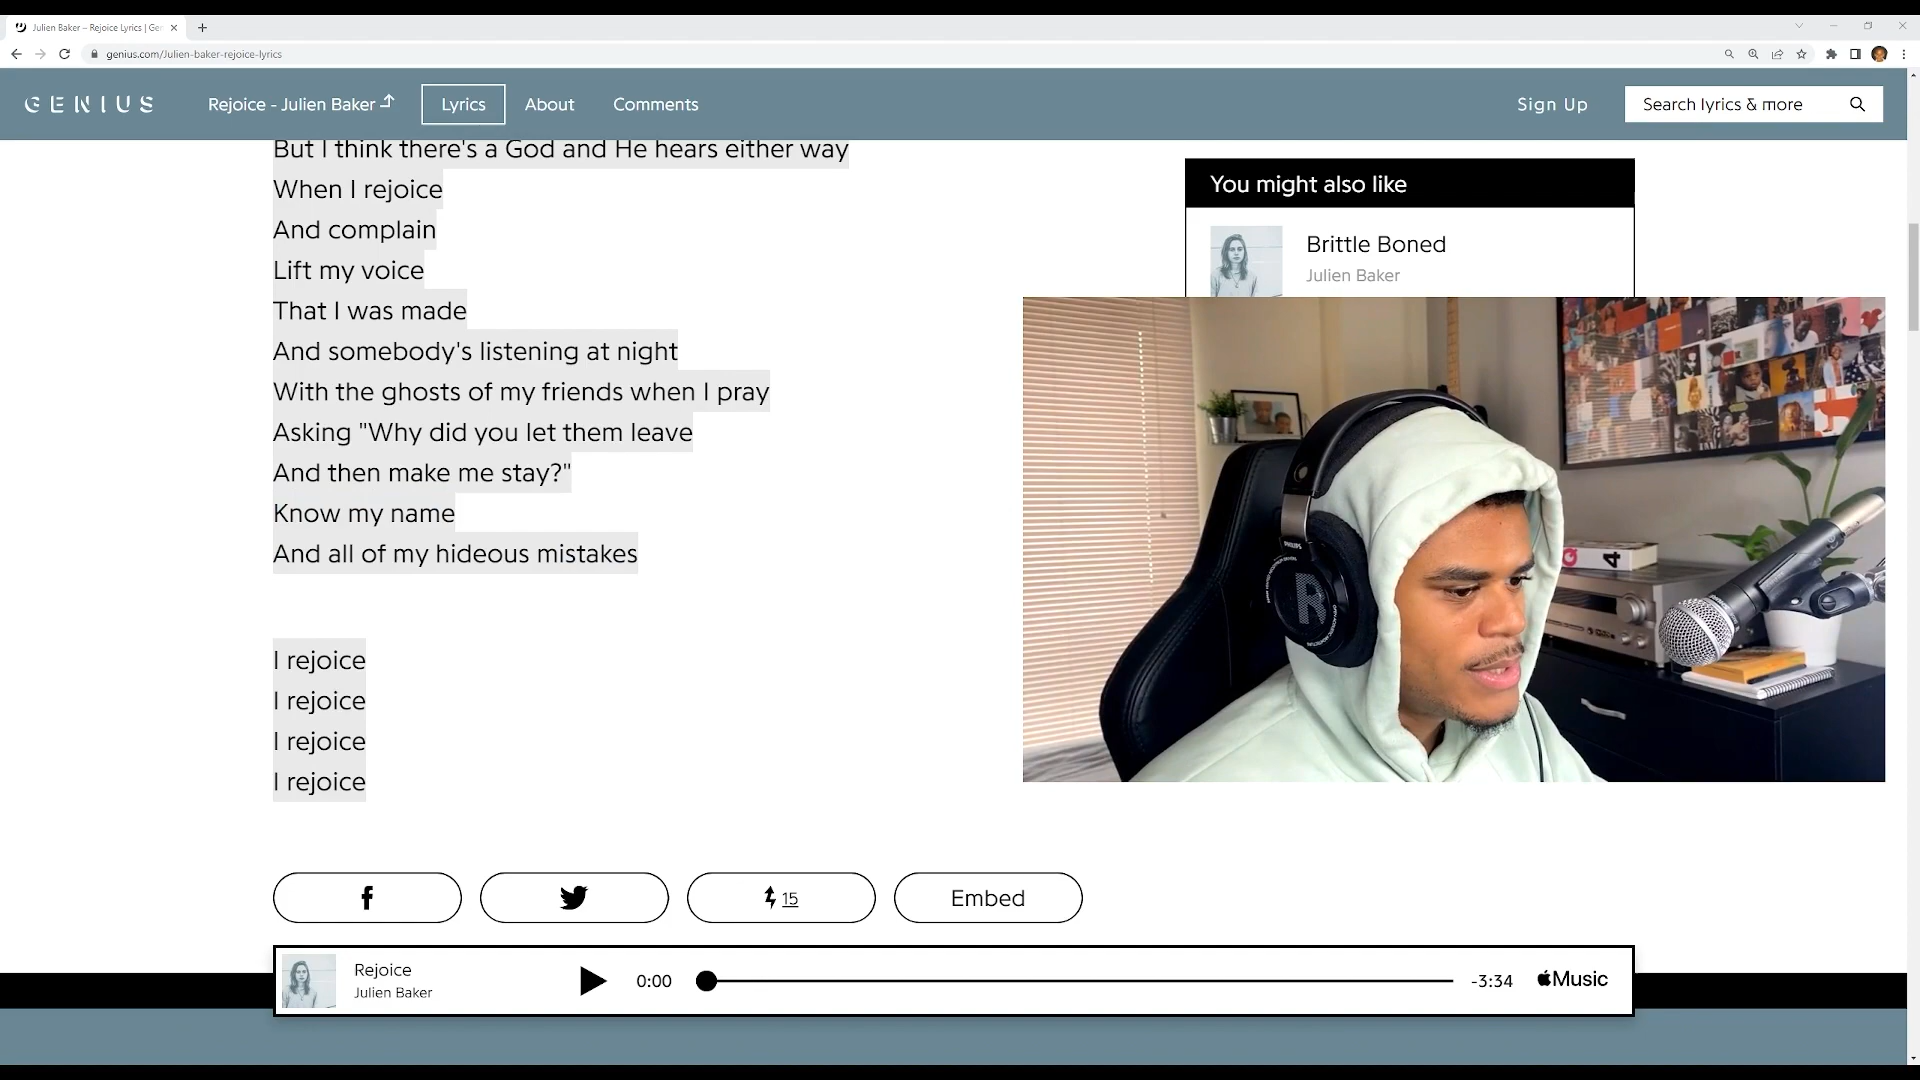 Julien Baker – Rejoice Lyrics | Ge
genius.com/Julien-baker-rejoice-lyrics
GENIUS
Rejoice - Julien Baker
Lyrics
About
Comments
Sign Up
Search lyrics & more
But I think there's a God and He hears either way
When I rejoice
And complain
Lift my voice
That I was made
And somebody's listening at night
With the ghosts of my friends when I pray
Asking "Why did you let them leave
And then make me stay?"
Know my name
And all of my hideous mistakes
I rejoice
I rejoice
I rejoice
I rejoice
You might also like
Brittle Boned
Julien Baker
PHILIPS
R
4
15
Embed
Rejoice
Julien Baker
0:00
-3:34
Music